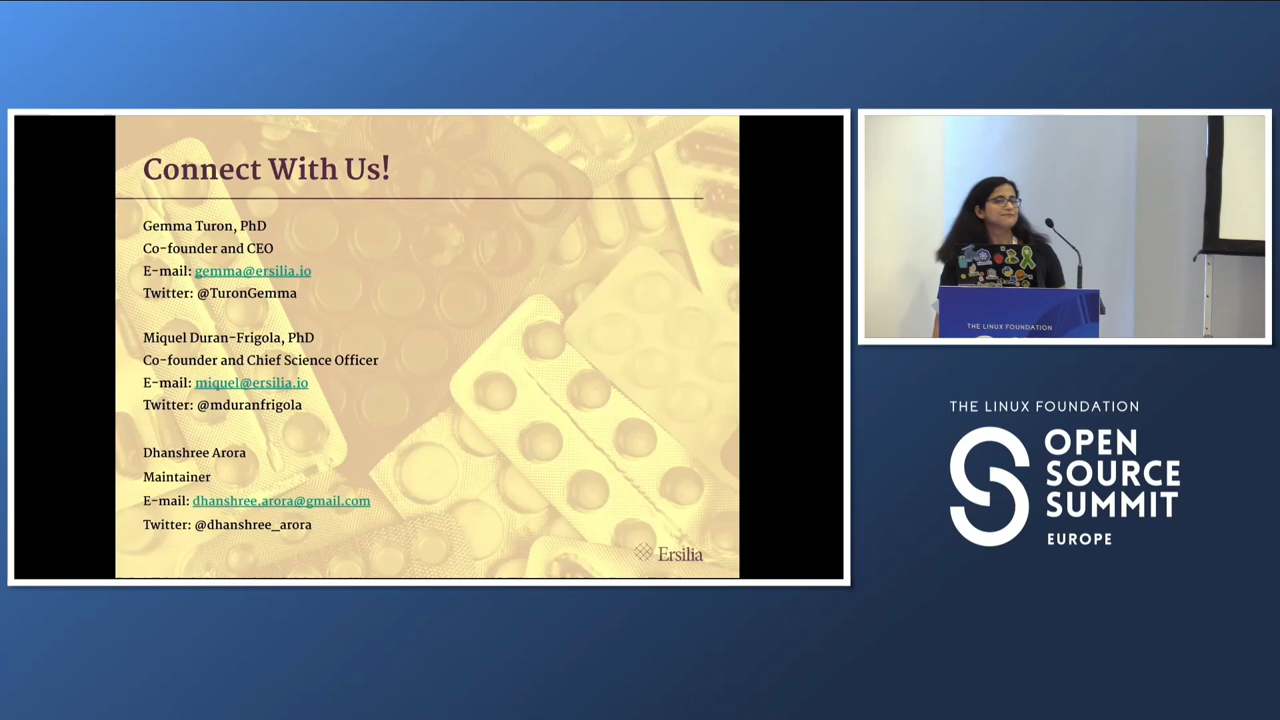 Connect With Us!
Gemma Turon, PhD
Co-founder and CEO
E-mail: gemma@ersilia.io
Twitter: @TuronGemma
Miquel Duran-Frigola, PhD
Co-founder and Chief Science Officer
E-mail: miquel@ersilia.io
Twitter: @mduranfrigola
Dhanshree Arora
Maintainer
E-mail: dhanshree.arora@gmail.com
Twitter: @dhanshree_arora
Ersilia
THE LINUX FOUNDATION
THE LINUX FOUNDATION
OPEN
SOURCE
SUMMIT
EUROPE